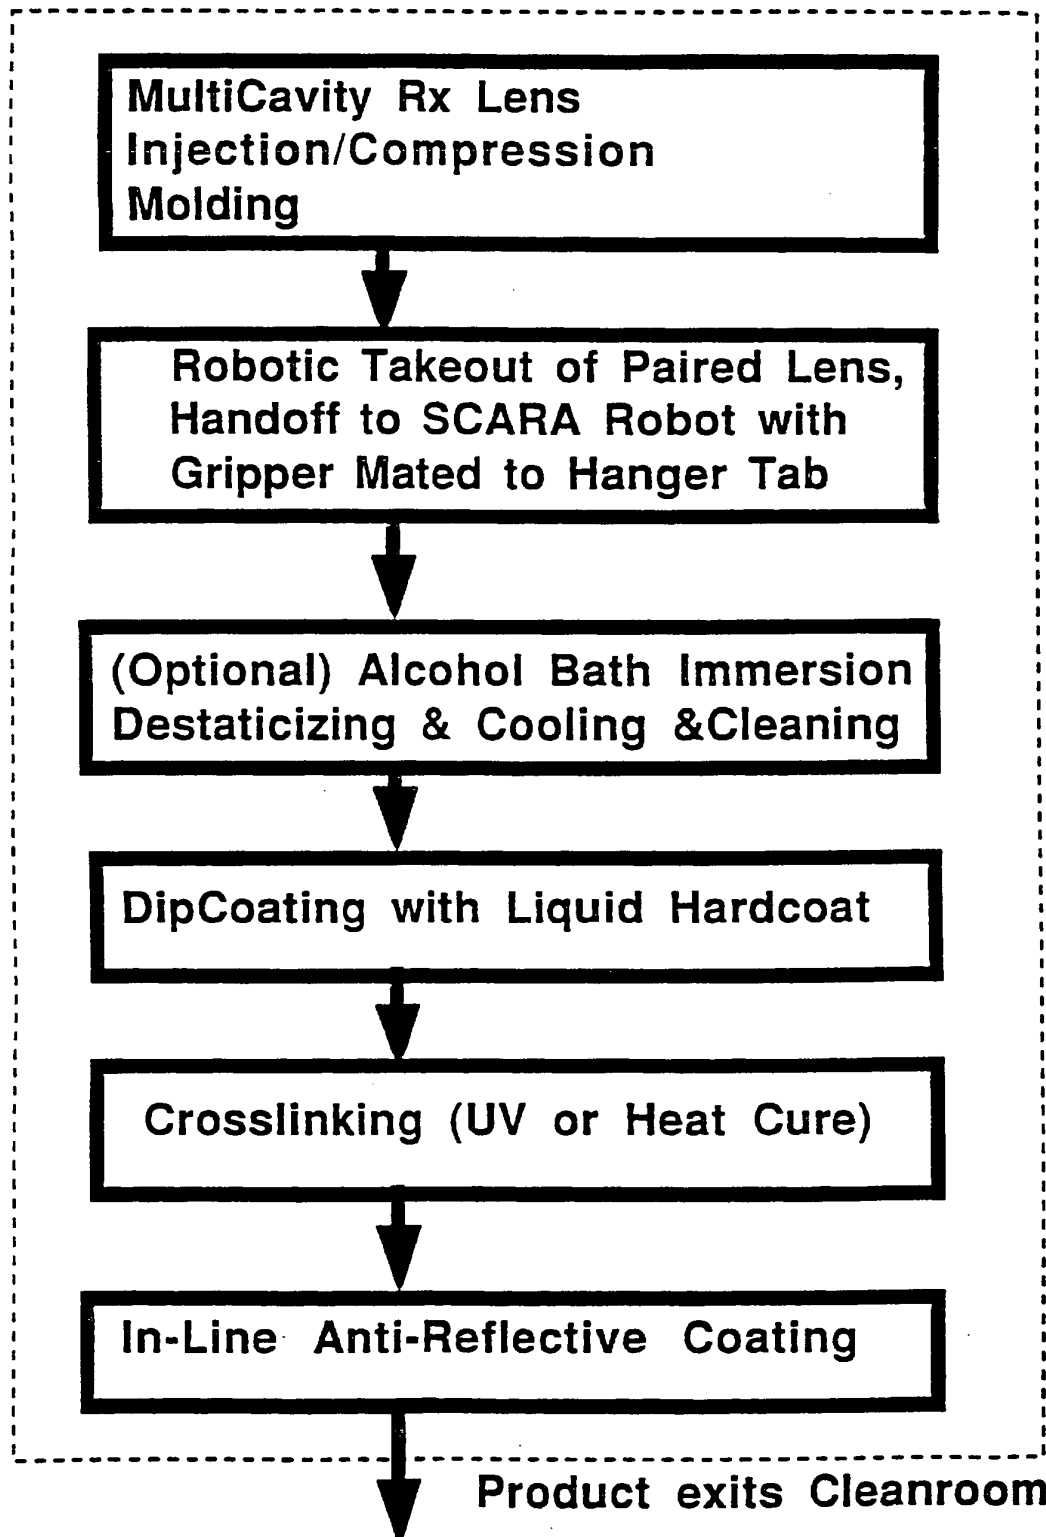 MultiCavity Rx Lens
Injection/Compression
Molding
Robotic Takeout of Paired Lens,
Handoff to SCARA Robot with
Gripper Mated to Hanger Tab
(Optional) Alcohol Bath Immersion
Destaticizing & Cooling &Cleaning
DipCoating with Liquid Hardcoat
Crosslinking (UV or Heat Cure)
In-Line Anti-Reflective Coating
Product exits Cleanroom